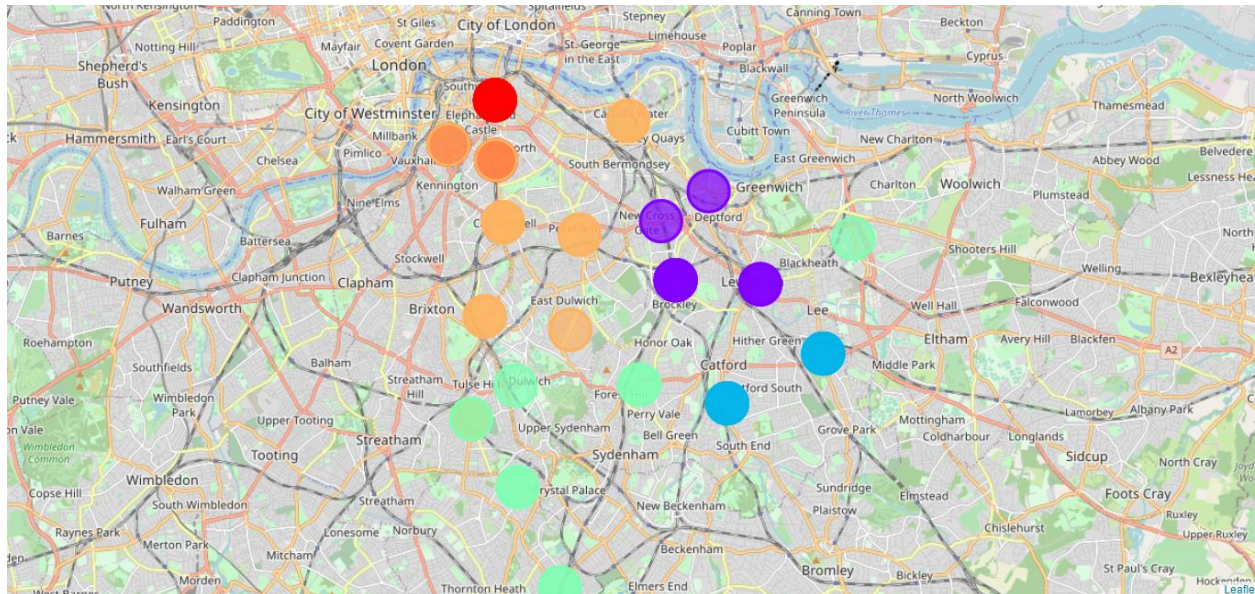 North Kensington
Paddington
St Giles
City of London
Spitalfields
Stepney
Limehouse
Canning Town
Beckton
Notting Hill
Mayfair
Covent Garden
St. George
in the East
Poplar
Cyprus
Shepherd's
Bush
London
Blackwall
Kensington
Greenwich
Peninsula
North Woolwich
Thamesmead
City of Westminster
Hammersmith
Earl's Court
Millbank
Castle
Cubitt Town
River Thames
New Charlton
Belvedere
Chelsea
Pimlico
South Bermondsey
East Greenwich
Abbey Wood
Walham Green
Kennington
Greenwich
Charlton
Woolwich
Plumstead
Lessness Hea
Fulham
Nine Elms
New Cross
Gate
Deptford
Barnes
Battersea
Stockwell
Blackheath
Shooters Hill
Welling
Putney
Clapham Junction
Clapham
Bexleyhea
Wandsworth
Brixton
East Dulwich
Brockley
Lee
Well Hall
Falconwood
Roehampton
Honor Oak
Hither Green
Eltham
Avery Hill
Blackfen
A2
Southfields
Balham
Catford
Middle Park
Putney Vale
Wimbledon
Park
Streatham
Hill
Tulse Hill
Dulwich
Perry Vale
Mottingham
Lamorbey
Albany Park
Upper Tooting
Upper Sydenham
Bell Green
Grove Park
Coldharbour
Longlands
Wimbledon
Common
Streatham
Tooting
Sydenham
South End
Sidcup
North Cray
Copse Hill
Wimbledon
South Wimbledon
Streatham
Crystal Palace
New Beckenham
Sundridge
Elmstead
Foots Cray
Raynes Park
Merton Park
Lonesome
Norbury
Plaistow
Chislehurst
Ruxley
Upper Ruxley
Mitcham
Beckenham
Morden
Thornton Heath
Elmers End
Bromley
Bickley
St Paul's Cray
Hockenden
West Barnes
Leafle